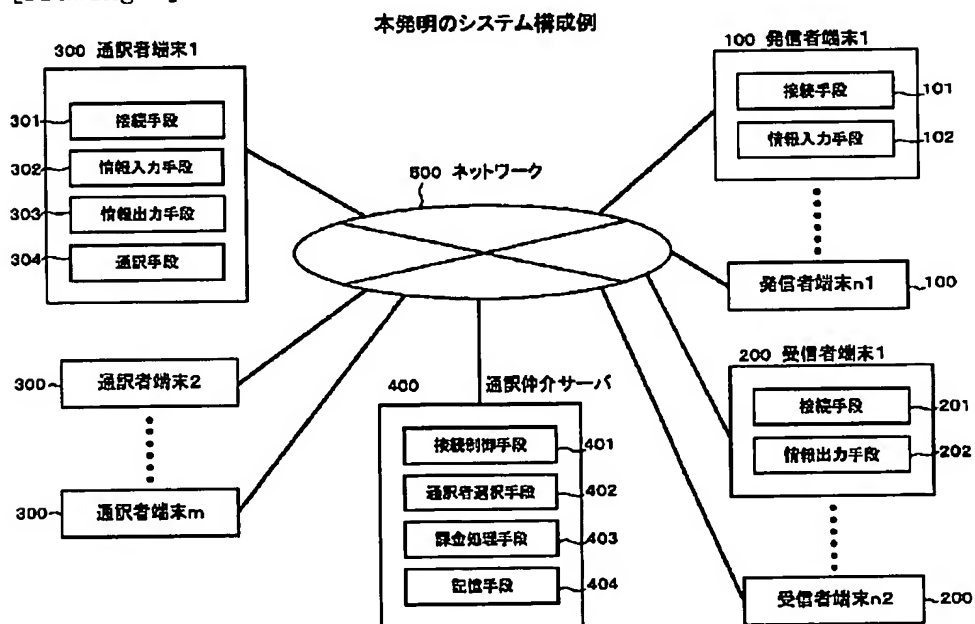 本発明のシステム構成例
300 通訳者端末1
301 接続手段
302 情報入力手段
303 情報出力手段
304 通訳手段
100 発信者端末1
接続手段 101
情報入力手段 102
600 ネットワーク
発信者端末n1 100
300 通訳者端末2
300 通訳者端末m
400 通訳仲介サーバ
接続制御手段 401
通訳者選択手段 402
課金処理手段 403
記憶手段 404
200 受信者端末1
接続手段 201
情報出力手段 202
受信者端末n2 200